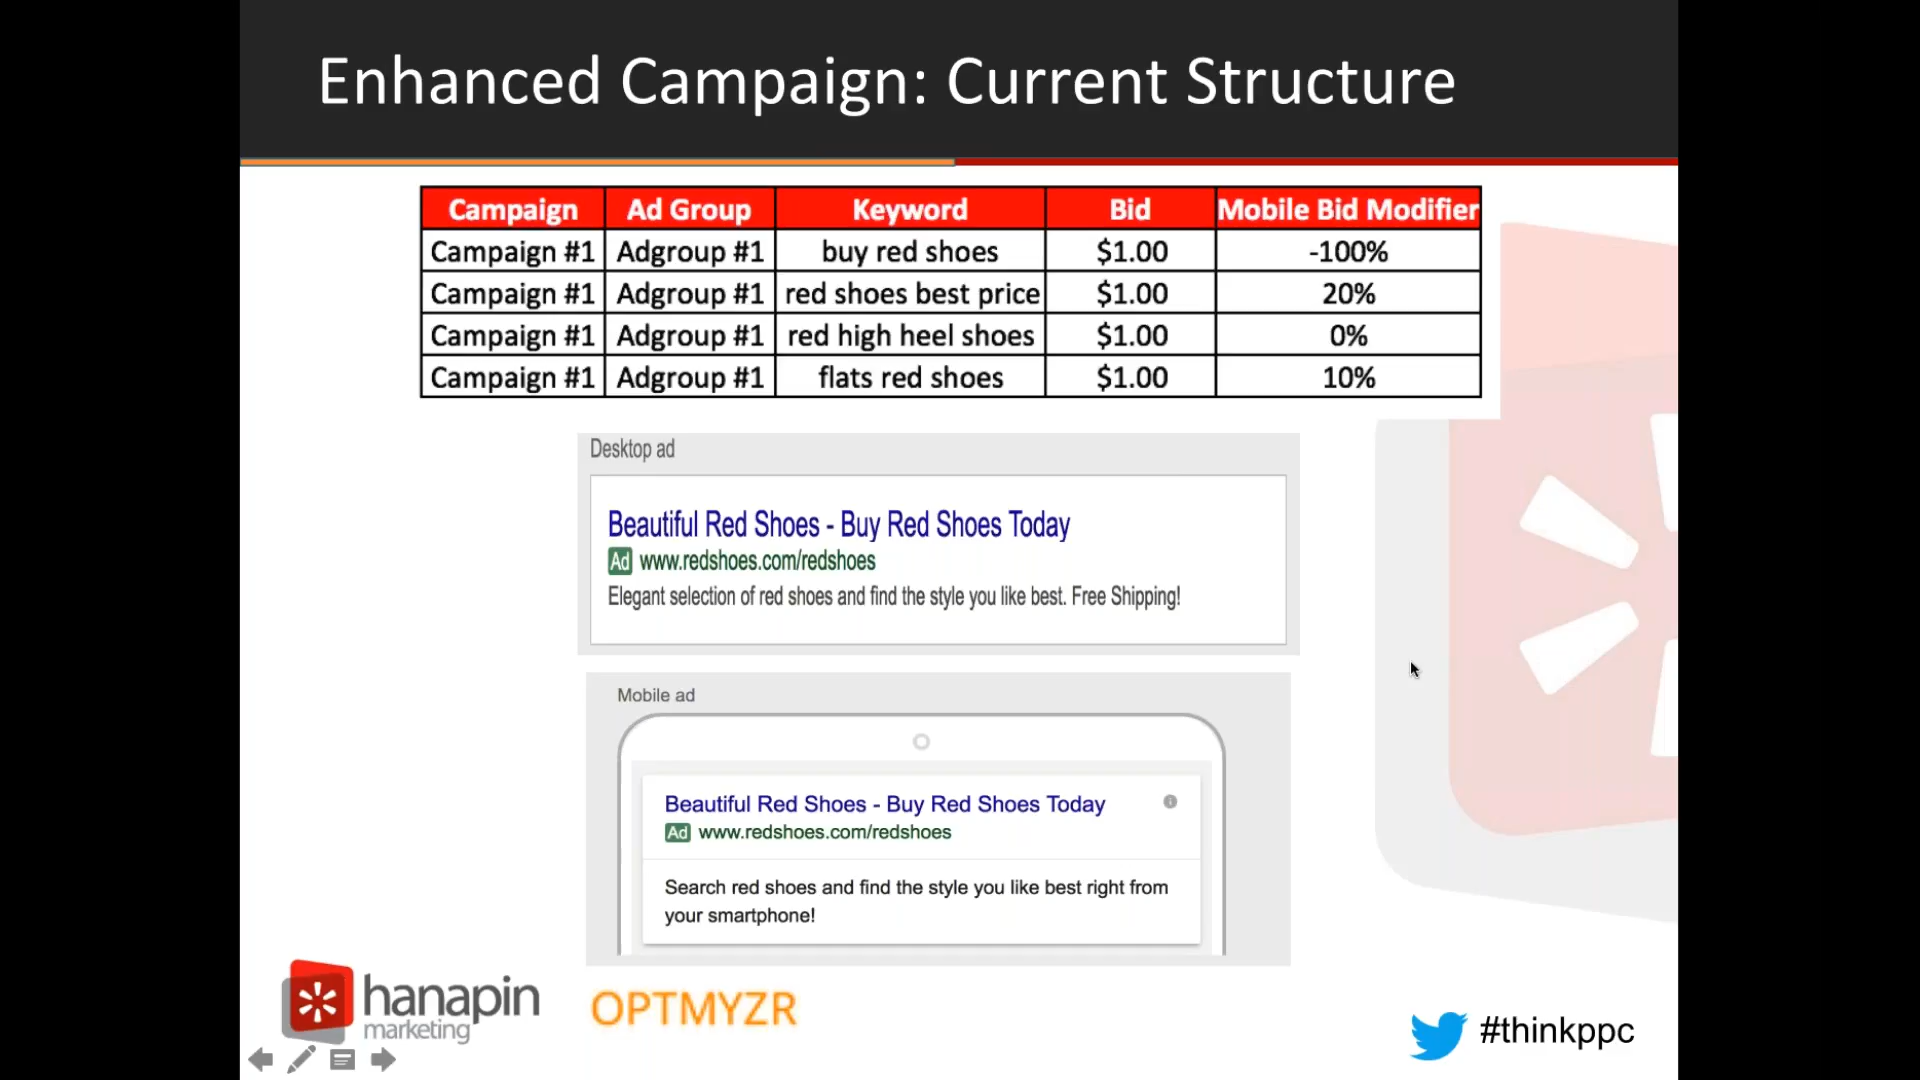 Enhanced Campaign: Current Structure
Campaign Ad Group Keyword Bid Mobile Bid Modifier
Campaign #1 Adgroup #1 buy red shoes $1.00 -100%
Campaign #1 Adgroup #1 red shoes best price $1.00 20%
Campaign #1 Adgroup #1 red high heel shoes $1.00 0%
Campaign #1 Adgroup #1 flats red shoes $1.00 10%
Desktop ad
Beautiful Red Shoes - Buy Red Shoes Today
Ad www.redshoes.com/redshoes
Elegant selection of red shoes and find the style you like best. Free Shipping!
Mobile ad
Beautiful Red Shoes - Buy Red Shoes Today
Ad www.redshoes.com/redshoes
Search red shoes and find the style you like best right from
your smartphone!
hanapin
marketing
OPTMYZR
#thinkppc